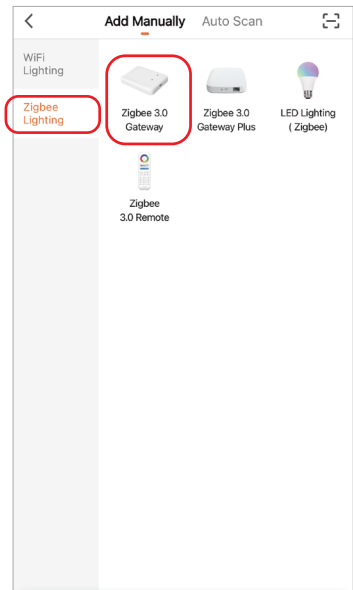 Add Manually Auto Scan
WiFi
Lighting
Zigbee
Lighting
Zigbee 3.0
Gateway
Zigbee 3.0
Gateway Plus
LED Lighting
( Zigbee)
Zigbee
3.0 Remote